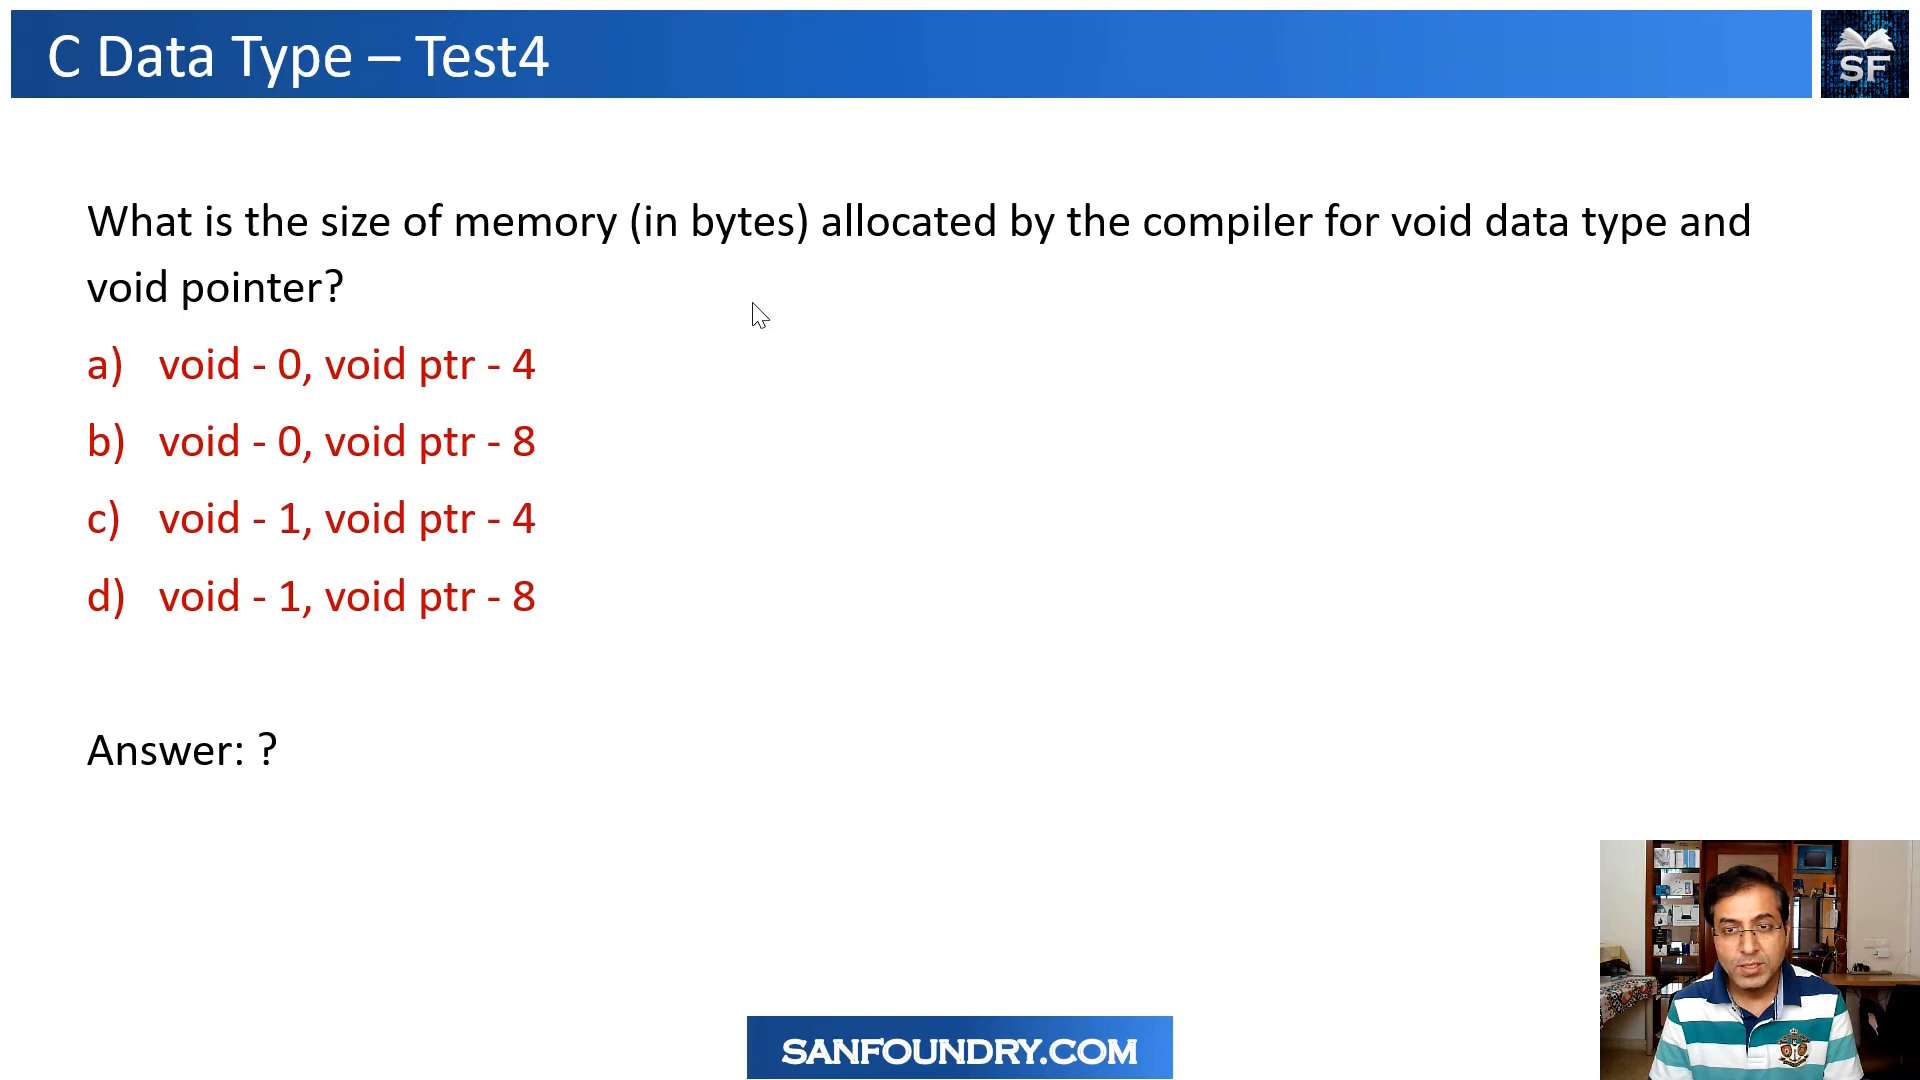 C Data Type – Test4
SF
What is the size of memory (in bytes) allocated by the compiler for void data type and
void pointer?
a) void - 0, void ptr - 4
b) void - 0, void ptr - 8
c) void - 1, void ptr - 4
d) void - 1, void ptr - 8
Answer: ?
SANFOUNDRY.COM